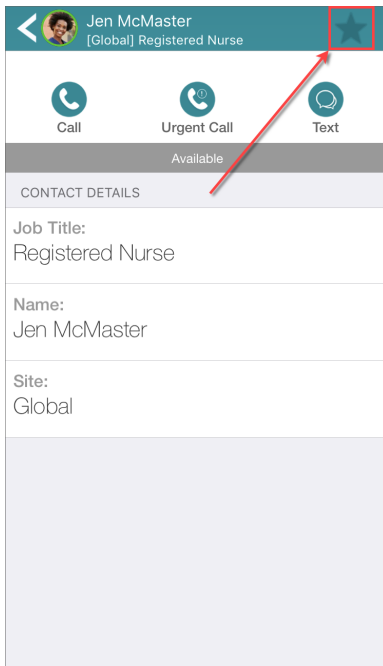 Jen McMaster
[Global] Registered Nurse
Call
Urgent Call
Text
Available
CONTACT DETAILS
Job Title:
Registered Nurse
Name:
Jen McMaster
Site:
Global